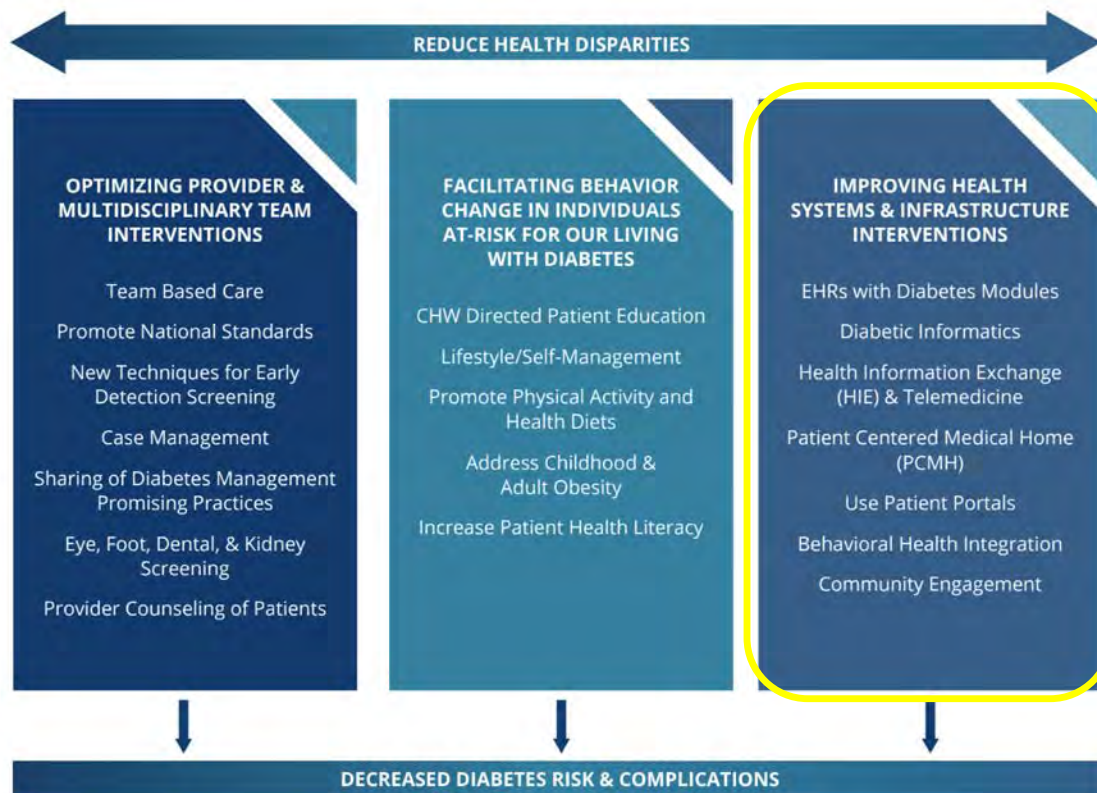 REDUCE HEALTH DISPARITIES
OPTIMIZING PROVIDER &
MULTIDISCIPLINARY TEAM
INTERVENTIONS
Team Based Care
Promote National Standards
New Techniques for Early
Detection Screening
Case Management
Sharing of Diabetes Management
Promising Practices
Eye, Foot, Dental, & Kidney
Screening
Provider Counseling of Patients
FACILITATING BEHAVIOR
CHANGE IN INDIVIDUALS
AT-RISK FOR OUR LIVING
WITH DIABETES
CHW Directed Patient Education
Lifestyle/Self-Management
Promote Physical Activity and
Health Diets
Address Childhood &
Adult Obesity
Increase Patient Health Literacy
IMPROVING HEALTH
SYSTEMS & INFRASTRUCTURE
INTERVENTIONS
EHRs with Diabetes Modules
Diabetic Informatics
Health Information Exchange
(HIE) & Telemedicine
Patient Centered Medical Home
(PCMH)
Use Patient Portals
Behavioral Health Integration
Community Engagement
DECREASED DIABETES RISK & COMPLICATIONS